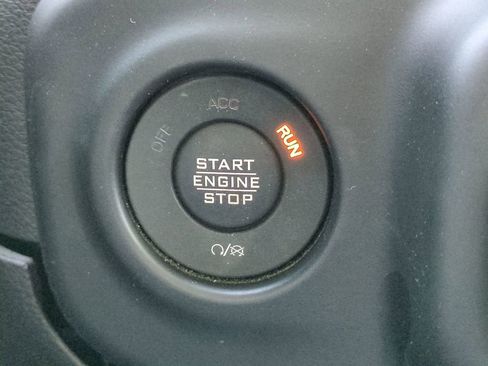 ACC
OFF
RUN
START
ENGINE
STOP